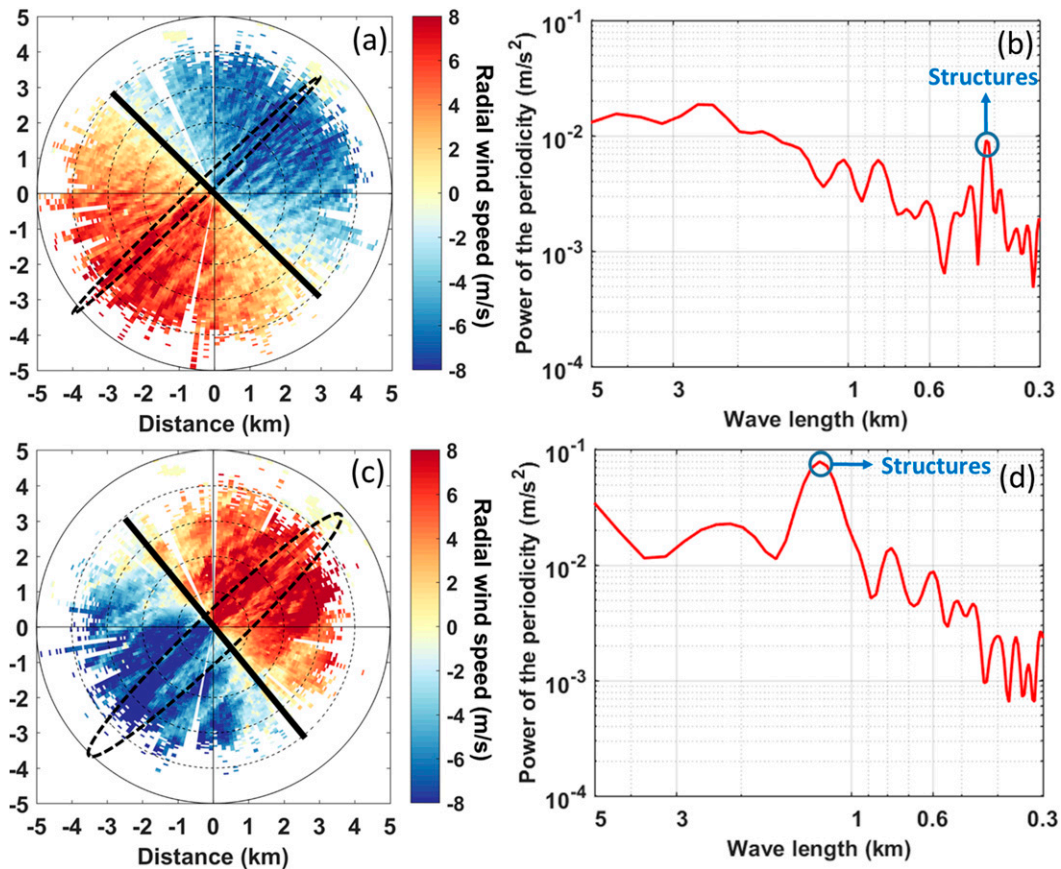 (a)
5
4
3
2
1
0
1
2
3
4
5
-5 -4 -3 -2 -1 0 1 2 3 4 5
Distance (km)
8
6
4
2
0
-2
-4
-6
-8
Radial wind speed (m/s)
(b)
Structures
Power of the periodicity (m/s²)
10⁻¹
10⁻²
10⁻³
10⁻⁴
5 3 1 0.6 0.3
Wave length (km)
(c)
5
4
3
2
1
0
1
2
3
4
5
-5 -4 -3 -2 -1 0 1 2 3 4 5
Distance (km)
8
6
4
2
0
-2
-4
-6
-8
Radial wind speed (m/s)
(d)
Structures
Power of the periodicity (m/s²)
10⁻¹
10⁻²
10⁻³
10⁻⁴
5 3 1 0.6 0.3
Wave length (km)